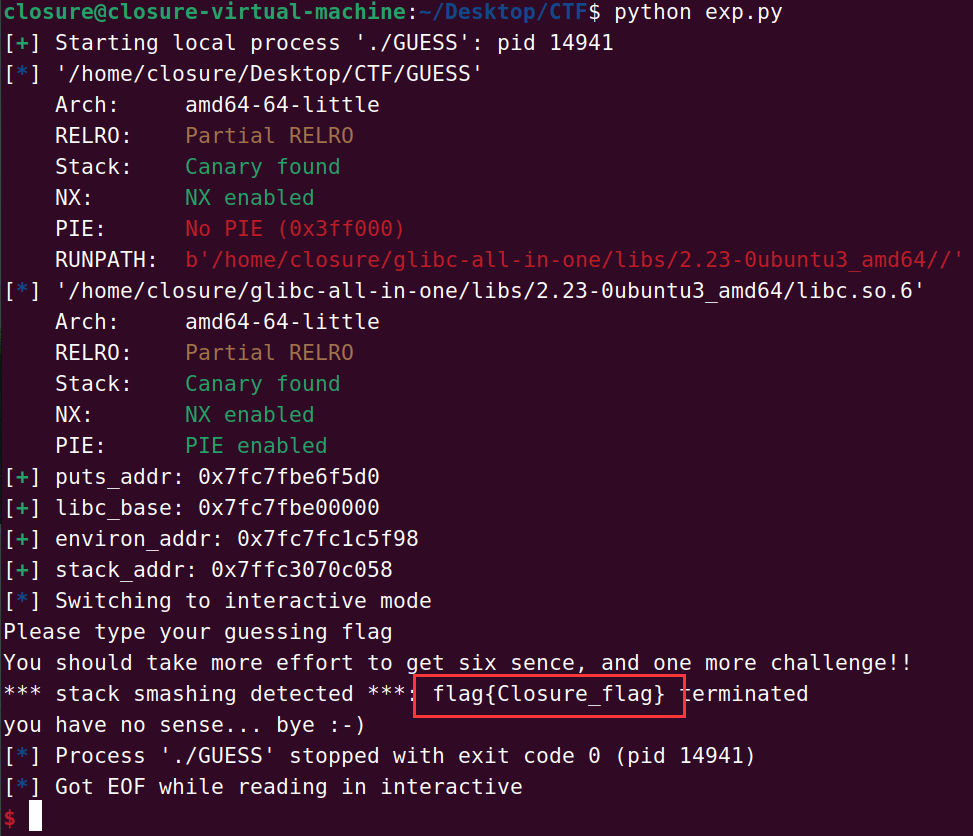 closure@closure-virtual-machine:~/Desktop/CTF$ python exp.py
[+] Starting local process './GUESS': pid 14941
[*] '/home/closure/Desktop/CTF/GUESS'
    Arch:     amd64-64-little
    RELRO:    Partial RELRO
    Stack:    Canary found
    NX:       NX enabled
    PIE:      No PIE (0x3ff000)
    RUNPATH:  b'/home/closure/glibc-all-in-one/libs/2.23-0ubuntu3_amd64//'
[*] '/home/closure/glibc-all-in-one/libs/2.23-0ubuntu3_amd64/libc.so.6'
    Arch:     amd64-64-little
    RELRO:    Partial RELRO
    Stack:    Canary found
    NX:       NX enabled
    PIE:      PIE enabled
[+] puts_addr: 0x7fc7fbe6f5d0
[+] libc_base: 0x7fc7fbe00000
[+] environ_addr: 0x7fc7fc1c5f98
[+] stack_addr: 0x7ffc3070c058
[*] Switching to interactive mode
Please type your guessing flag
You should take more effort to get six sence, and one more challenge!!
*** stack smashing detected ***: flag{Closure_flag} terminated
you have no sense... bye :-)
[*] Process './GUESS' stopped with exit code 0 (pid 14941)
[*] Got EOF while reading in interactive
$